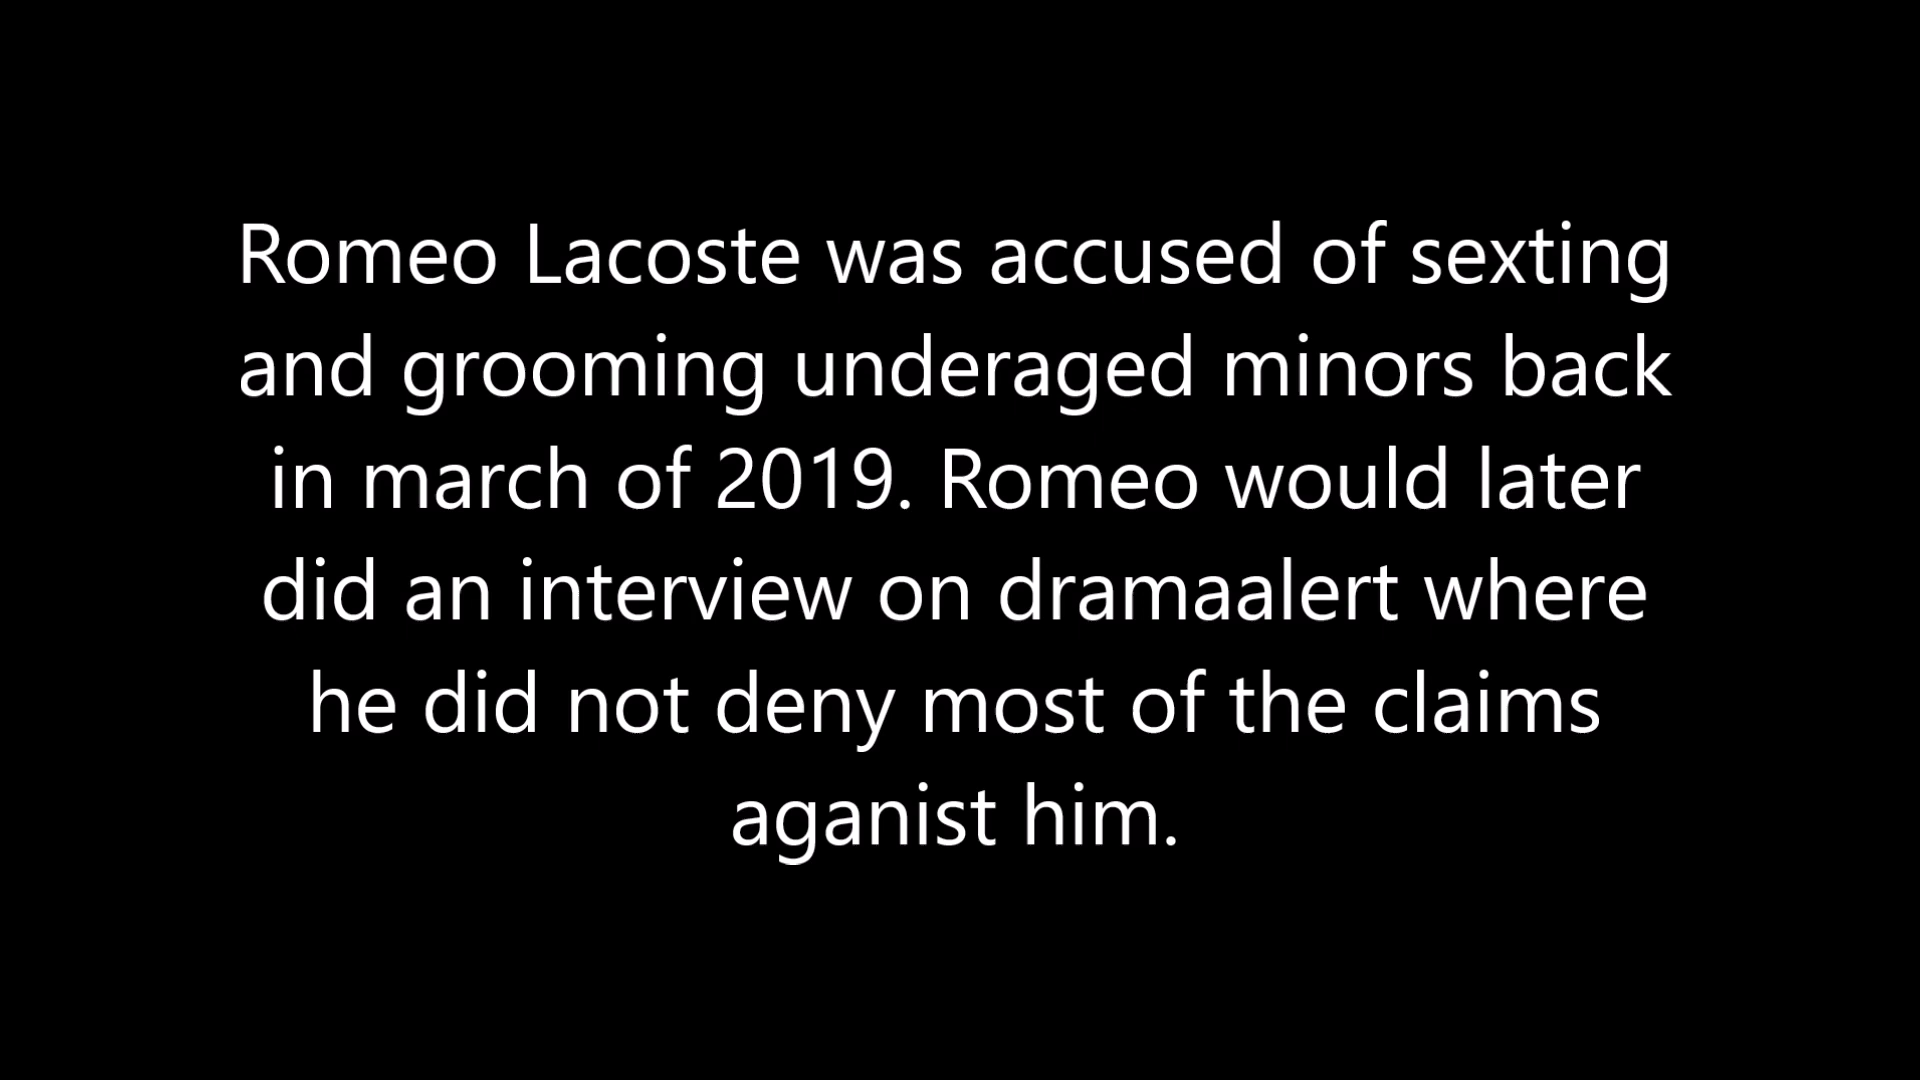 Romeo Lacoste was accused of sexting
and grooming underaged minors back
in march of 2019. Romeo would later
did an interview on dramaalert where
he did not deny most of the claims
aganist him.